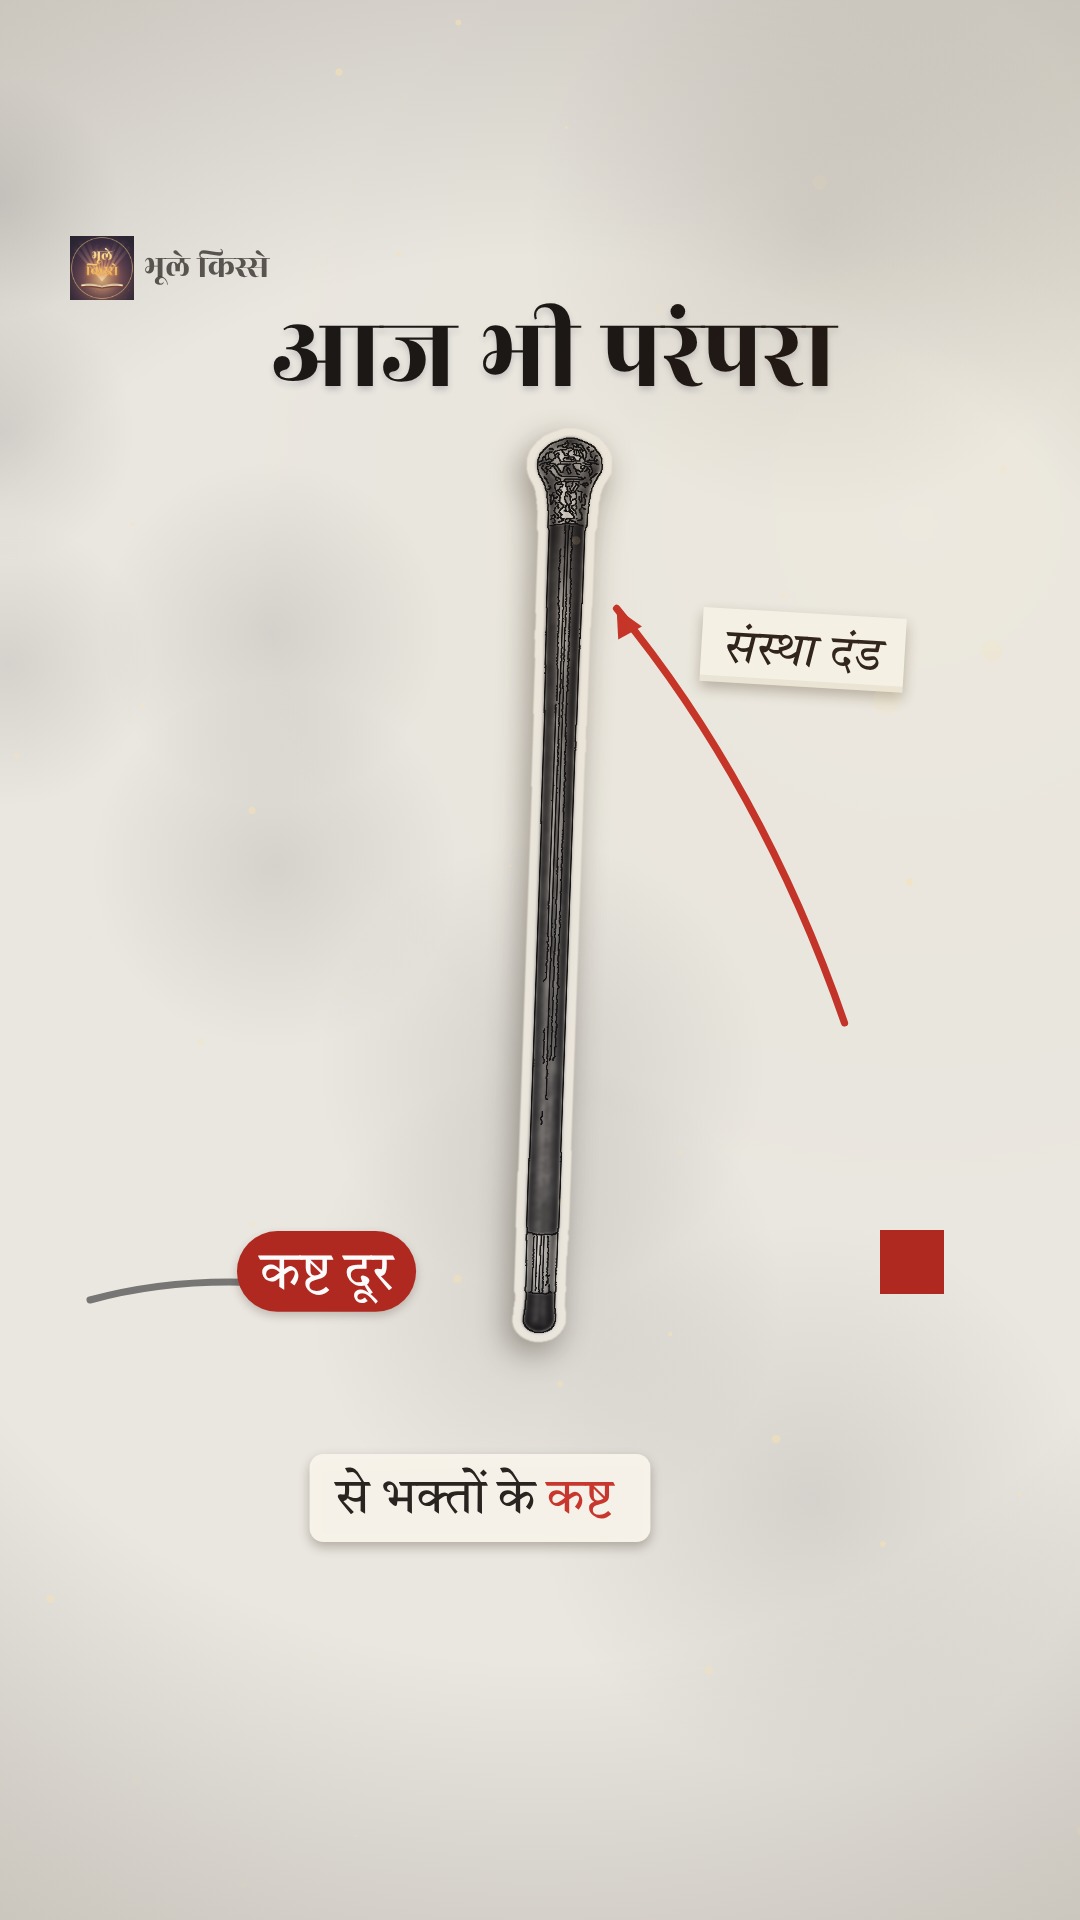 भूले
किस्से
भूले किस्से
आज भी परंपरा
संस्था दंड
कष्ट दूर
से भक्तों के कष्ट